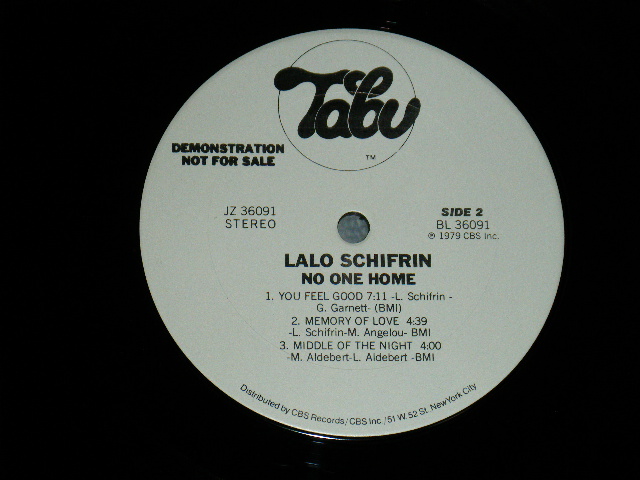 Tabu
TM
DEMONSTRATION
NOT FOR SALE
JZ 36091
STEREO
SIDE 2
BL 36091
℗ 1979 CBS Inc.
LALO SCHIFRIN
NO ONE HOME
1. YOU FEEL GOOD 7:11 -L. Schifrin -
G. Garnett- (BMI)
2. MEMORY OF LOVE 4:39
-L. Schifrin-M. Angelou- BMI
3. MIDDLE OF THE NIGHT 4:00
-M. Aldebert-L. Aidebert -BMI
Distributed by CBS Records/CBS Inc./51 W. 52 St. New York City